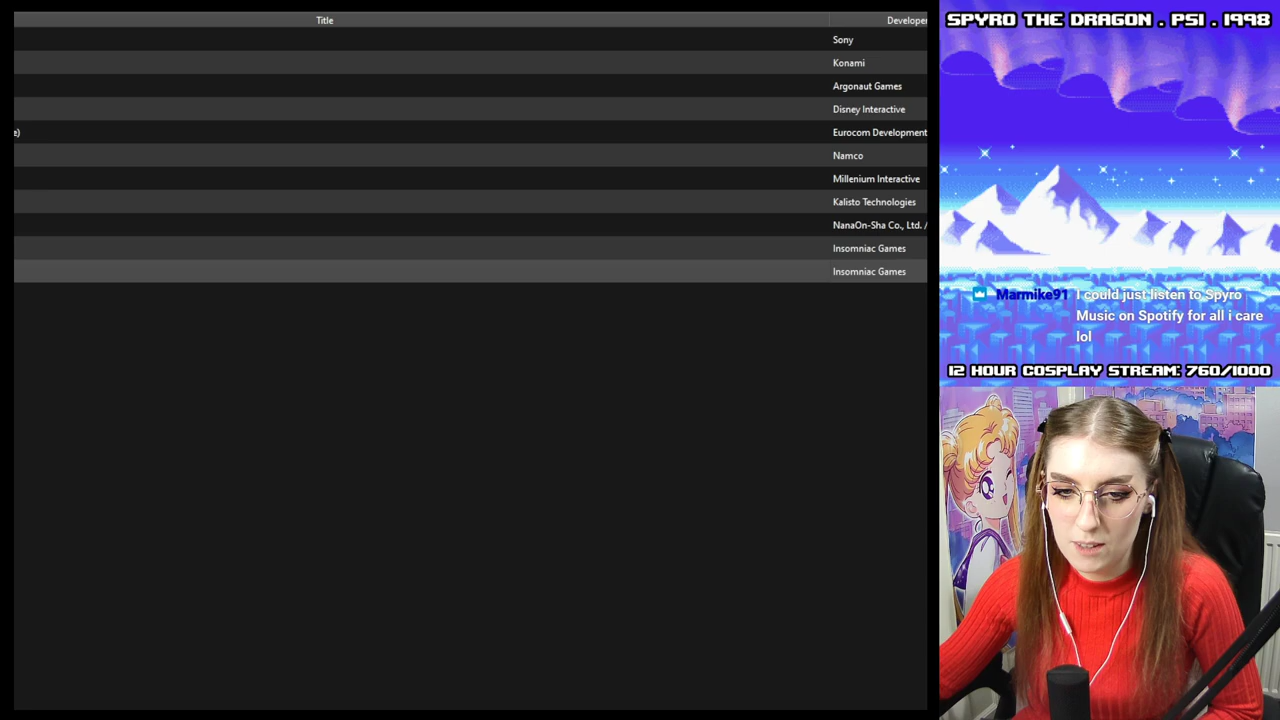 Title
Developer
Sony
Konami
Argonaut Games
Disney Interactive
e)
Eurocom Development
Namco
Millenium Interactive
Kalisto Technologies
NanaOn-Sha Co., Ltd. /
Insomniac Games
Insomniac Games
SPYRO THE DRAGON . PS1 . 1998
Marmike91 I could just listen to Spyro
Music on Spotify for all i care
lol
12 HOUR COSPLAY STREAM: 760/1000